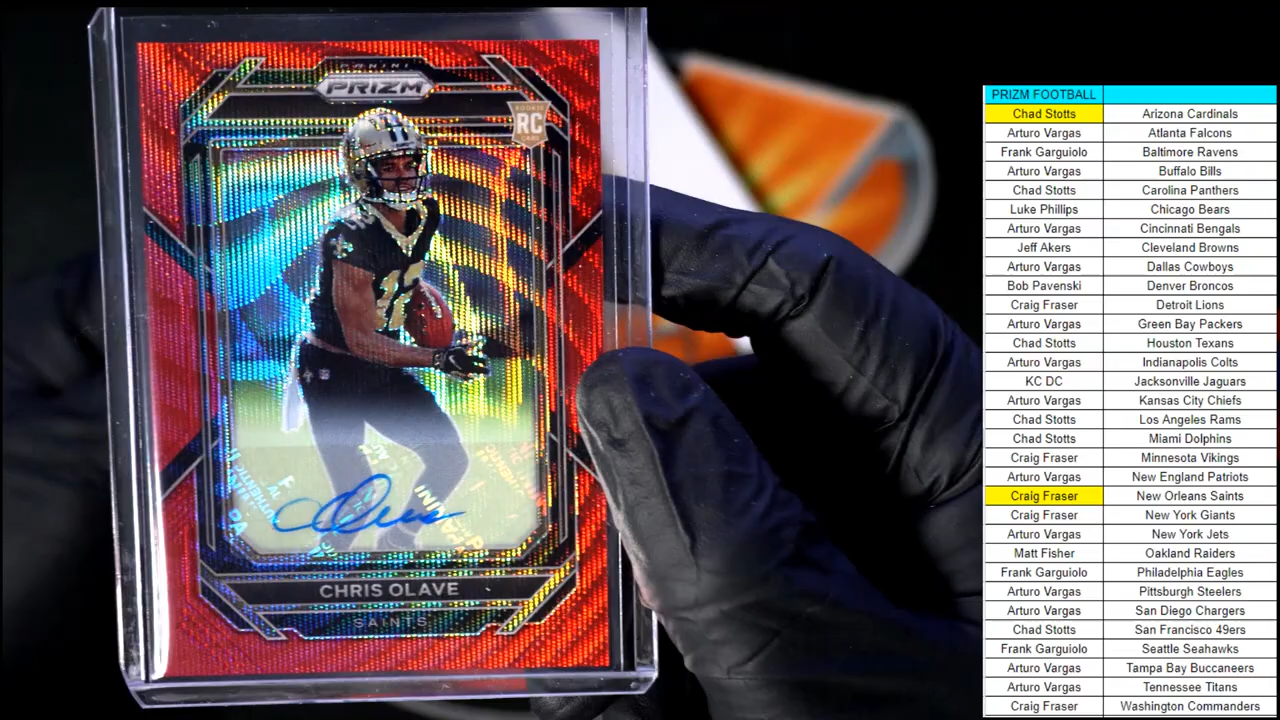 PANINI
PRIZM
ROOKIE
RC
CARD
CHRIS OLAVE
SAINTS
PRIZM FOOTBALL
Chad Stotts Arizona Cardinals
Arturo Vargas Atlanta Falcons
Frank Garguiolo Baltimore Ravens
Arturo Vargas Buffalo Bills
Chad Stotts Carolina Panthers
Luke Phillips Chicago Bears
Arturo Vargas Cincinnati Bengals
Jeff Akers Cleveland Browns
Arturo Vargas Dallas Cowboys
Bob Pavenski Denver Broncos
Craig Fraser Detroit Lions
Arturo Vargas Green Bay Packers
Chad Stotts Houston Texans
Arturo Vargas Indianapolis Colts
KC DC Jacksonville Jaguars
Arturo Vargas Kansas City Chiefs
Chad Stotts Los Angeles Rams
Chad Stotts Miami Dolphins
Craig Fraser Minnesota Vikings
Arturo Vargas New England Patriots
Craig Fraser New Orleans Saints
Craig Fraser New York Giants
Arturo Vargas New York Jets
Matt Fisher Oakland Raiders
Frank Garguiolo Philadelphia Eagles
Arturo Vargas Pittsburgh Steelers
Arturo Vargas San Diego Chargers
Chad Stotts San Francisco 49ers
Frank Garguiolo Seattle Seahawks
Arturo Vargas Tampa Bay Buccaneers
Arturo Vargas Tennessee Titans
Craig Fraser Washington Commanders